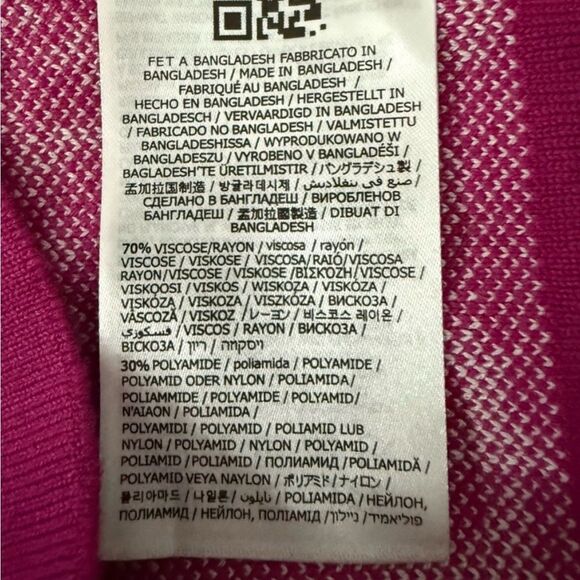 FET A BANGLADESH FABBRICATO IN
BANGLADESH / MADE IN BANGLADESH /
FABRIQUÉ AU BANGLADESH /
HECHO EN BANGLADESH / HERGESTELLT IN
BANGLADESCH / VERVAARDIGD IN BANGLADESH
/ FABRICADO NO BANGLADESH / VALMISTETTU
BANGLADESHISSA / WYPRODUKOWANO W
BANGLADESZU / VYROBENO V BANGLADÉŠI /
BAGLADESH'TE ÜRETILMISTIR /バングラデシュ製 /
孟加拉国制造 / 방글라데시제 / صنع في بنغلاديش /
СДЕЛАНО В БАНГЛАДЕШ / ВИРОБЛЕНОВ
БАНГЛАДЕШ / 孟加拉國製造 / DIBUAT DI
BANGLADESH
70% VISCOSE/RAYON / viscosa / rayón /
VISCOSE / VISKOSE / VISCOSA/RAIÓ/VISCOSA
RAYON/VISCOSE / VISKOSE /ΒΙΣΚΌΖΗ/VISCOSE /
VISKOOSI / VISKÓS / WISKOZA / VISKÓZA /
VISKÓZA / VISKOZA / VISZKÓZA / ВИСКОЗА /
VÂSCOZĂ / VISKOZ / レーヨン / 비스코스 레이온 /
فسكوزي / VISCOS / RAYON / ВИСКОЗА /
ВІСКОЗА / ויסקוזה / ריון
30% POLYAMIDE / poliamida / POLYAMIDE /
POLYAMID ODER NYLON / POLIAMIDA /
POLIAMMIDE / POLYAMIDE / POLYAMID/
Ν'ΑΙΛΟΝ / POLIAMIDA /
POLYAMIDI / POLYAMID / POLIAMID LUB
NYLON / POLYAMID / NYLON / POLYAMID /
POLIAMID /POLIAMID / ПОЛИАМИД / POLIAMIDĂ /
POLYAMID VEYA NAYLON / ポリアミド / ナイロン /
폴리아마드 / 나일론 / نايلون / POLIAMIDA / НЕЙЛОН,
ПОЛИАМИД / НЕЙЛОН, ПОЛІАМІД / פוליאמיד / ניילון